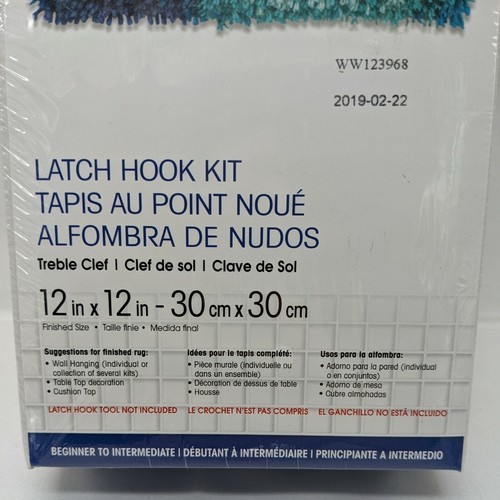 WW123968
2019-02-22
LATCH HOOK KIT
TAPIS AU POINT NOUÉ
ALFOMBRA DE NUDOS
Treble Clef | Clef de sol | Clave de Sol
12 in x 12 in - 30 cm x 30 cm
Finished Size • Taille finie • Medida final
Suggestions for finished rug:
• Wall Hanging (individual or
collection of several kits)
• Table Top decoration
• Cushion Top
Idées pour le tapis complété:
• Pièce murale (individuelle ou
dans un ensemble)
• Décoration de dessus de table
• Housse
Usos para la alfombra:
• Adorno para la pared (individual
o en conjuntos)
• Adorno de mesa
• Cubre almohadas
LATCH HOOK TOOL NOT INCLUDED LE CROCHET N'EST PAS COMPRIS EL GANCHILLO NO ESTÁ INCLUIDO
BEGINNER TO INTERMEDIATE | DÉBUTANT À INTERMÉDIAIRE | PRINCIPIANTE A INTERMEDIO